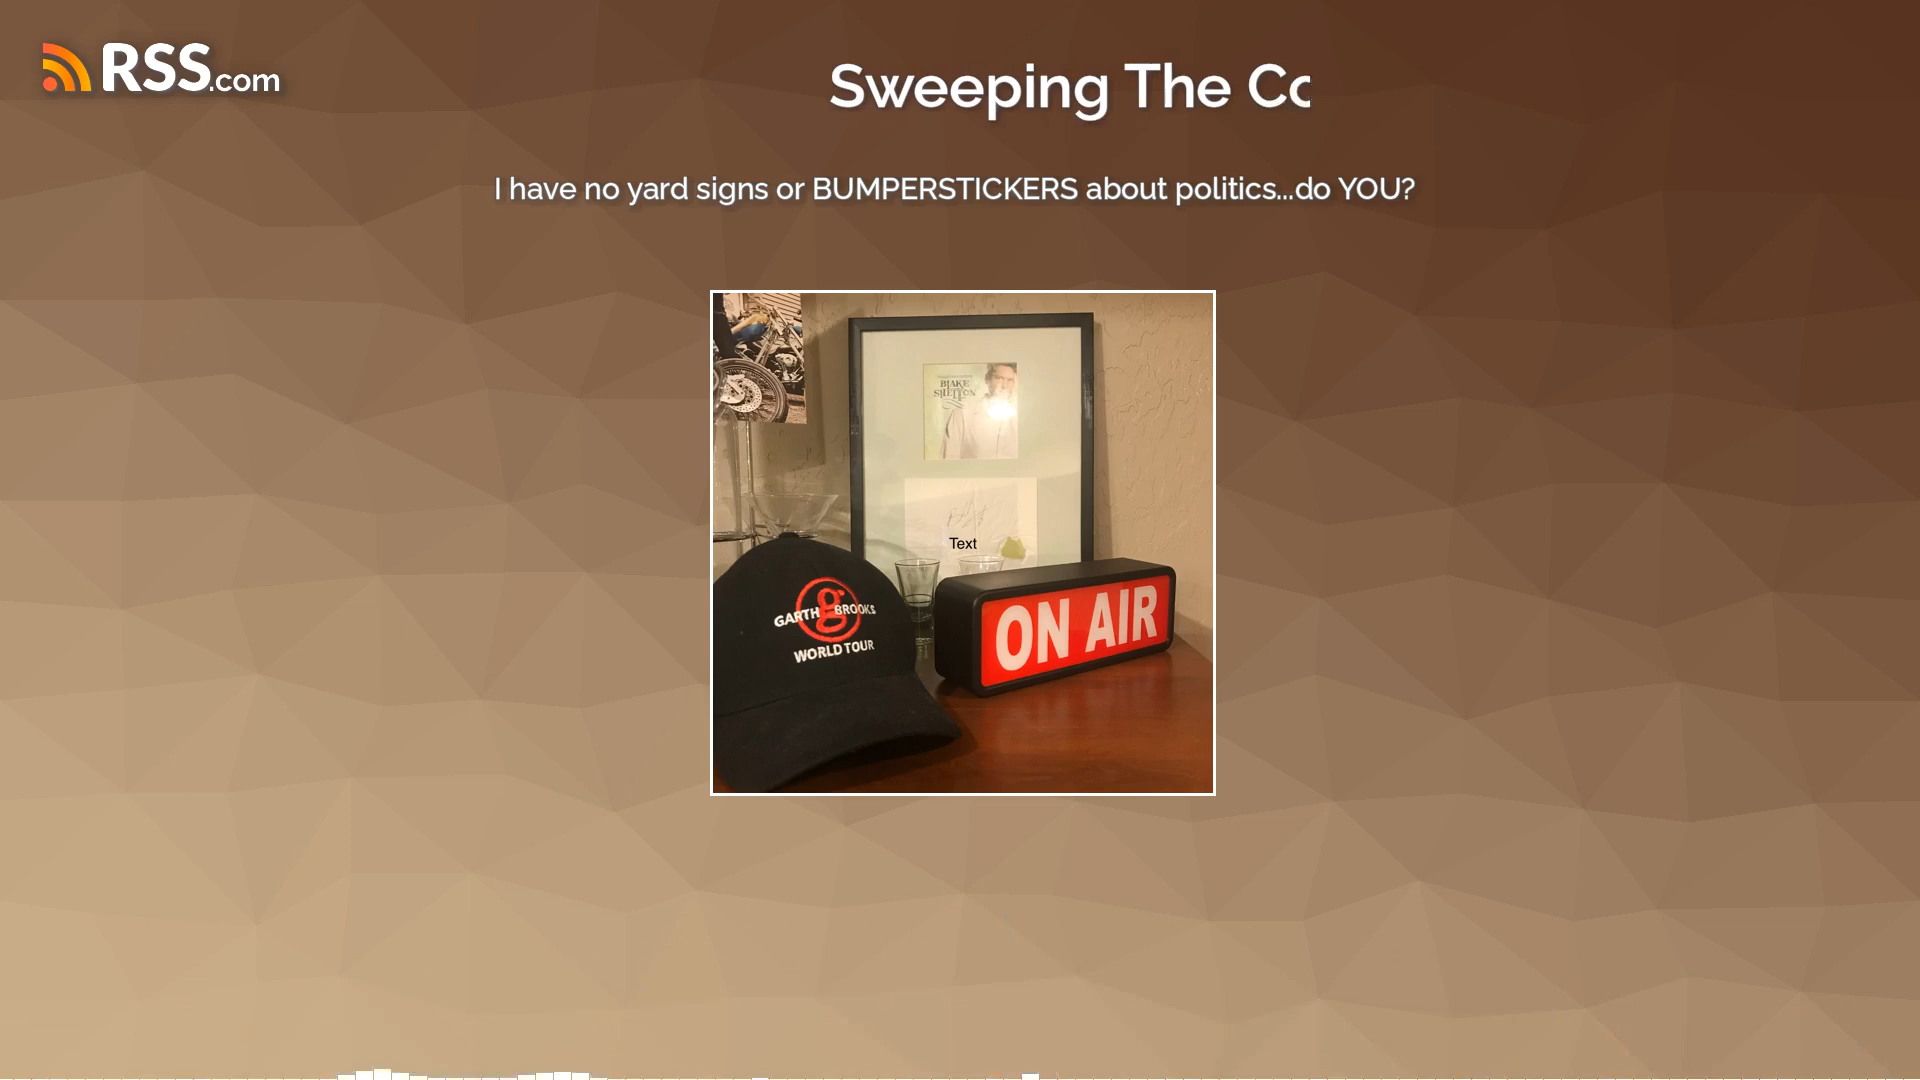 RSS.com
Sweeping The Co
I have no yard signs or BUMPERSTICKERS about politics...do YOU?
BLAKE
SHELTON
Text
GARTH BROOKS
g
WORLD TOUR
ON AIR